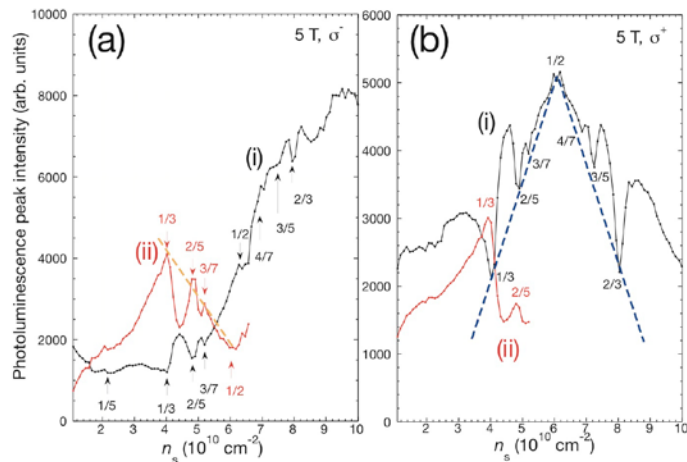 (a)
5 T, σ⁻
Photoluminescence peak intensity (arb. units)
10000
8000
6000
4000
2000
0
(i)
(ii)
1/3
2/5
3/7
1/2
4/7
3/5
2/3
1/5
1/3
2/5
3/7
1/2
2 3 4 5 6 7 8 9 10
n_s (10¹⁰ cm⁻²)
(b)
5 T, σ⁺
6000
5000
4000
3000
2000
1000
0
1/2
(i)
4/7
3/7
3/5
2/5
1/3
1/3
2/3
2/5
(ii)
2 3 4 5 6 7 8 9 10
n_s (10¹⁰ cm⁻²)